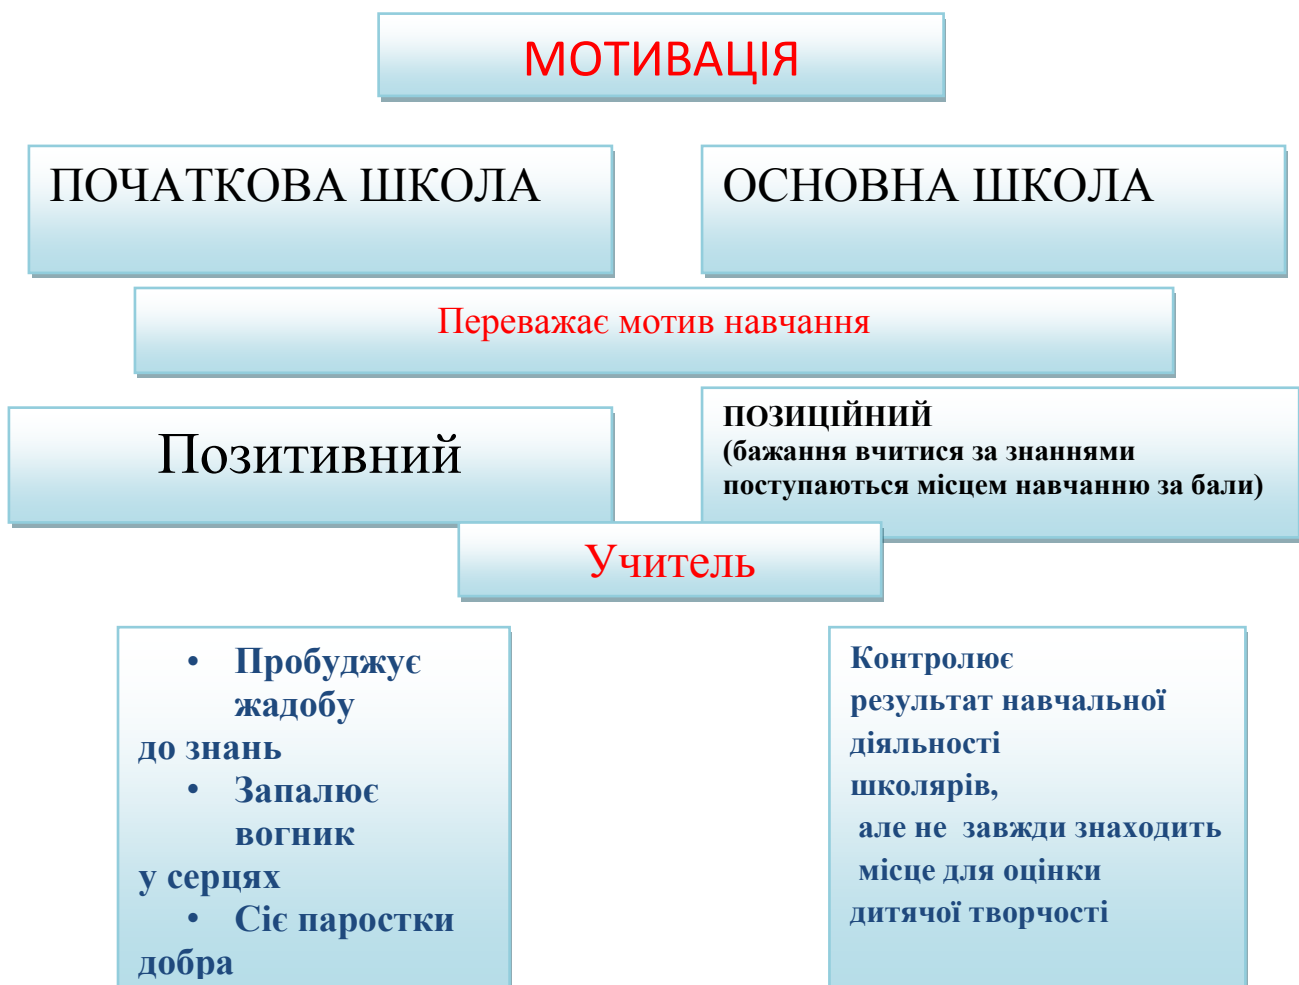 МОТИВАЦІЯ
ПОЧАТКОВА ШКОЛА
ОСНОВНА ШКОЛА
Переважає мотив навчання
Позитивний
ПОЗИЦІЙНИЙ
(бажання вчитися за знаннями
поступаються місцем навчанню за бали)
Учитель
• Пробуджує
жадобу
до знань
• Запалює
вогник
у серцях
• Сіє паростки
добра
Контролює
результат навчальної
діяльності
школярів,
але не завжди знаходить
місце для оцінки
дитячої творчості